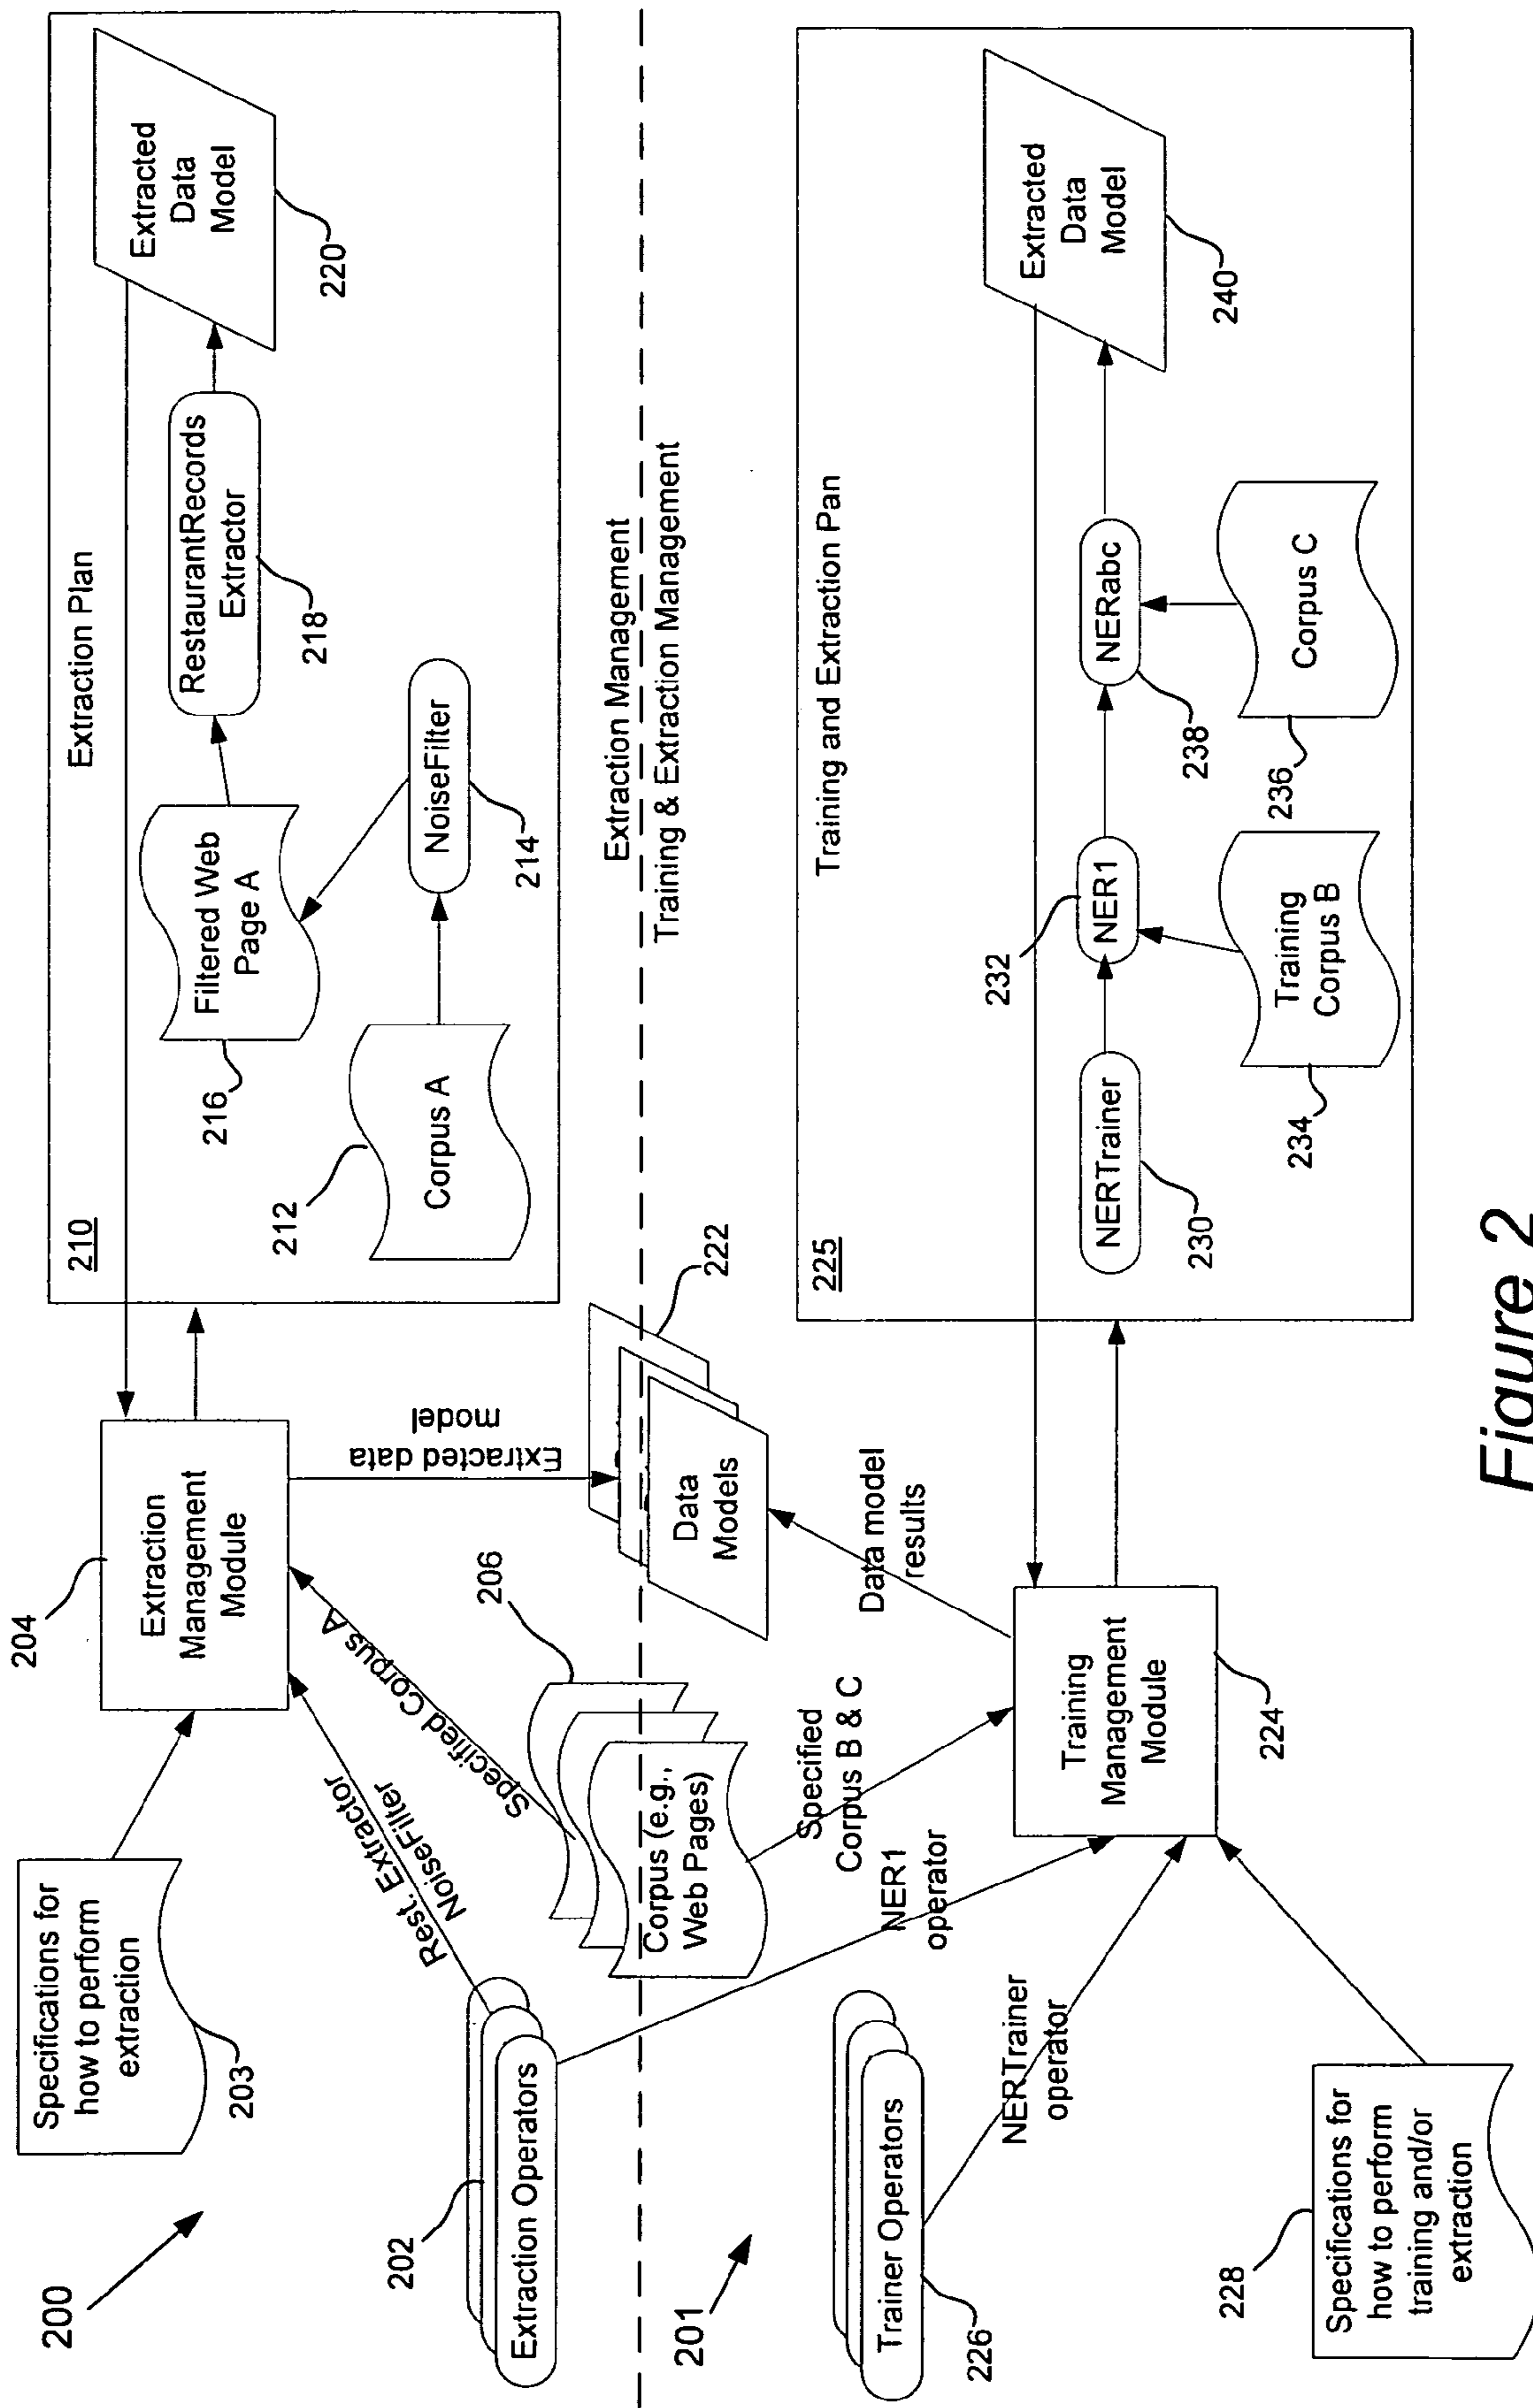 200
Specifications for
how to perform
extraction
203
204
Extraction
Management
Module
202
Extraction Operators
Rest. Extractor
NoiseFilter
Specified Corpus A
206
Corpus (e.g.,
Web Pages)
Extracted data
model
222
Data
Models
210
Extraction Plan
212
Corpus A
214
NoiseFilter
216
Filtered Web
Page A
218
RestaurantRecords
Extractor
220
Extracted
Data
Model
Extraction Management
Training & Extraction Management
201
226
Trainer Operators
228
Specifications for
how to perform
training and/or
extraction
NERTrainer
operator
NER1
operator
Specified
Corpus B & C
Data model
results
224
Training
Management
Module
225
Training and Extraction Pan
230
NERTrainer
232
NER1
234
Training
Corpus B
236
Corpus C
238
NERabc
240
Extracted
Data
Model
Figure 2